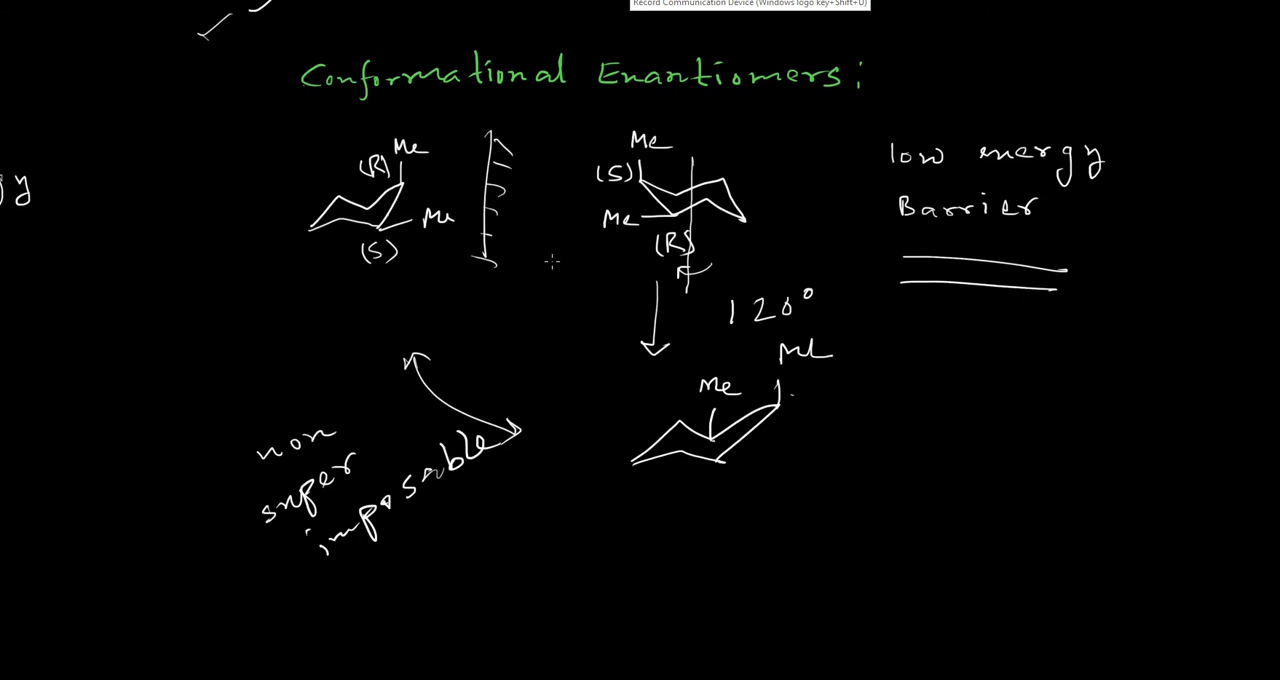 Record Communication Device (Windows logo key+Shift+U)
Conformational Enantiomers:
Me
(R)
Me
(S)
Me
(S)
Me
(R)
low energy
Barrier
gy
120°
Me
Me
non
super
imposable